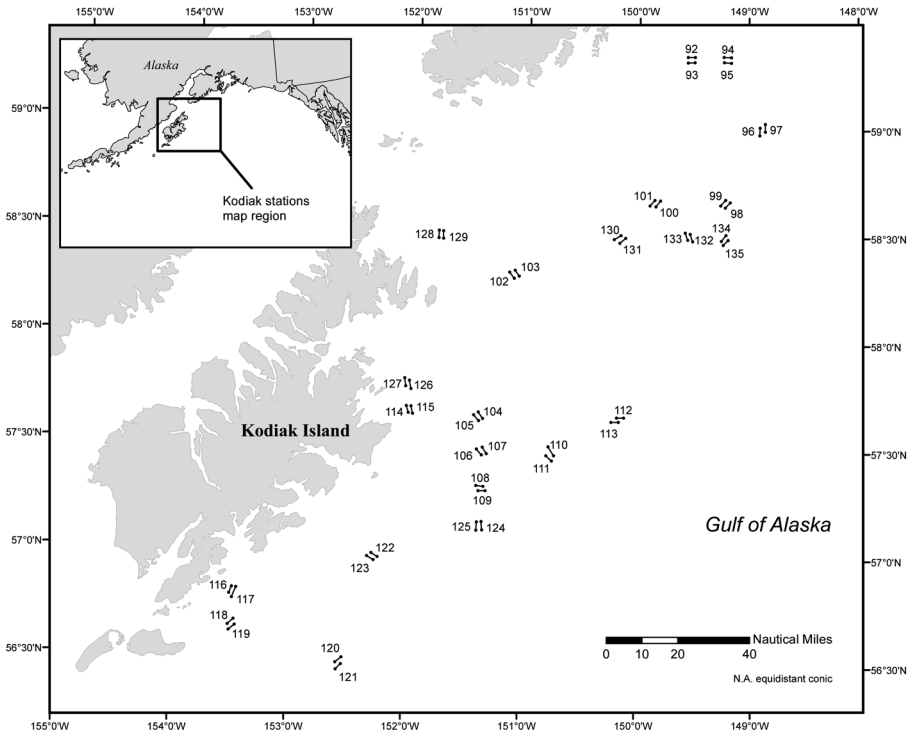 155°0'W 154°0'W 153°0'W 152°0'W 151°0'W 150°0'W 149°0'W 148°0'W
Alaska
Kodiak stations
map region
59°0'N
58°30'N
58°0'N
57°30'N
57°0'N
56°30'N
59°0'N
58°30'N
58°0'N
57°30'N
57°0'N
56°30'N
92 94
93 95
96 97
101 99
100 98
128 129
130 133 132 134
131 135
103
102
127 126
114 115
104
105
112
113
Kodiak Island
107
106
110
111
108
109
125 124
Gulf of Alaska
122
123
116
117
118
119
120
121
Nautical Miles
0 10 20 40
N.A. equidistant conic
155°0'W 154°0'W 153°0'W 152°0'W 151°0'W 150°0'W 149°0'W